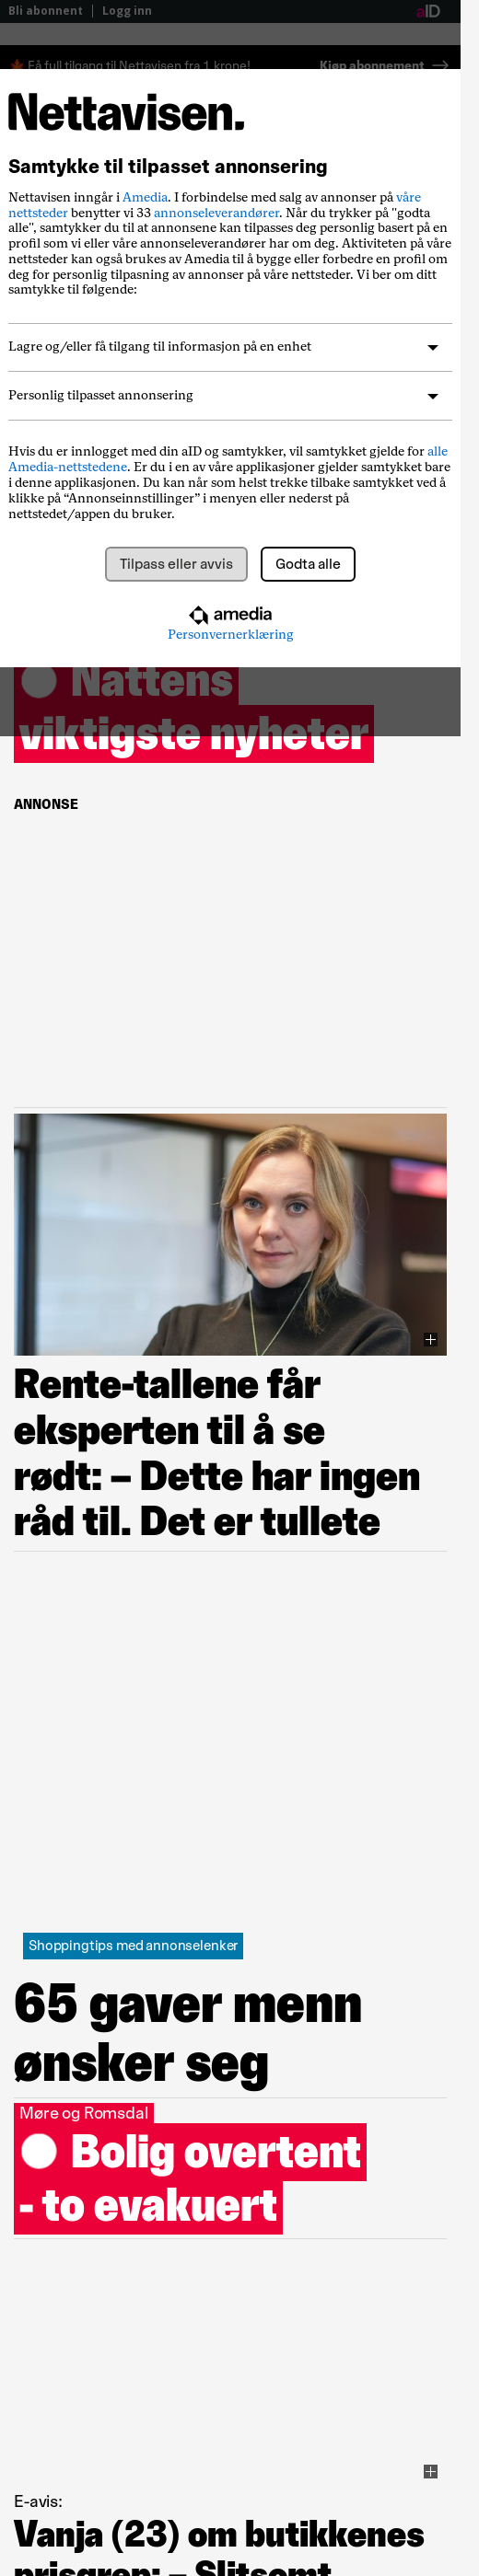 Bli abonnent | Logg inn
aID
Få full tilgang til Nettavisen fra 1 krone!
Kjøp abonnement →
Nettavisen.
Samtykke til tilpasset annonsering
Nettavisen inngår i Amedia. I forbindelse med salg av annonser på våre
nettsteder benytter vi 33 annonseleverandører. Når du trykker på "godta
alle", samtykker du til at annonsene kan tilpasses deg personlig basert på en
profil som vi eller våre annonseleverandører har om deg. Aktiviteten på våre
nettsteder kan også brukes av Amedia til å bygge eller forbedre en profil om
deg for personlig tilpasning av annonser på våre nettsteder. Vi ber om ditt
samtykke til følgende:
Lagre og/eller få tilgang til informasjon på en enhet
Personlig tilpasset annonsering
Hvis du er innlogget med din aID og samtykker, vil samtykket gjelde for alle
Amedia-nettstedene. Er du i en av våre applikasjoner gjelder samtykket bare
i denne applikasjonen. Du kan når som helst trekke tilbake samtykket ved å
klikke på “Annonseinnstillinger” i menyen eller nederst på
nettstedet/appen du bruker.
Tilpass eller avvis
Godta alle
amedia
Personvernerklæring
Nattens
viktigste nyheter
ANNONSE
Rente-tallene får
eksperten til å se
rødt: – Dette har ingen
råd til. Det er tullete
Shoppingtips med annonselenker
65 gaver menn
ønsker seg
Møre og Romsdal
Bolig overtent
- to evakuert
E-avis:
Vanja (23) om butikkenes
prisgrep: – Slitsomt